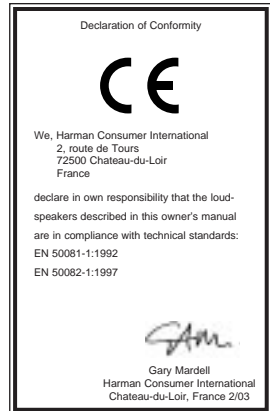 Declaration of Conformity
CE
We, Harman Consumer International
2, route de Tours
72500 Chateau-du-Loir
France
declare in own responsibility that the loud-
speakers described in this owner's manual
are in compliance with technical standards:
EN 50081-1:1992
EN 50082-1:1997
Gary Mardell
Harman Consumer International
Chateau-du-Loir, France 2/03